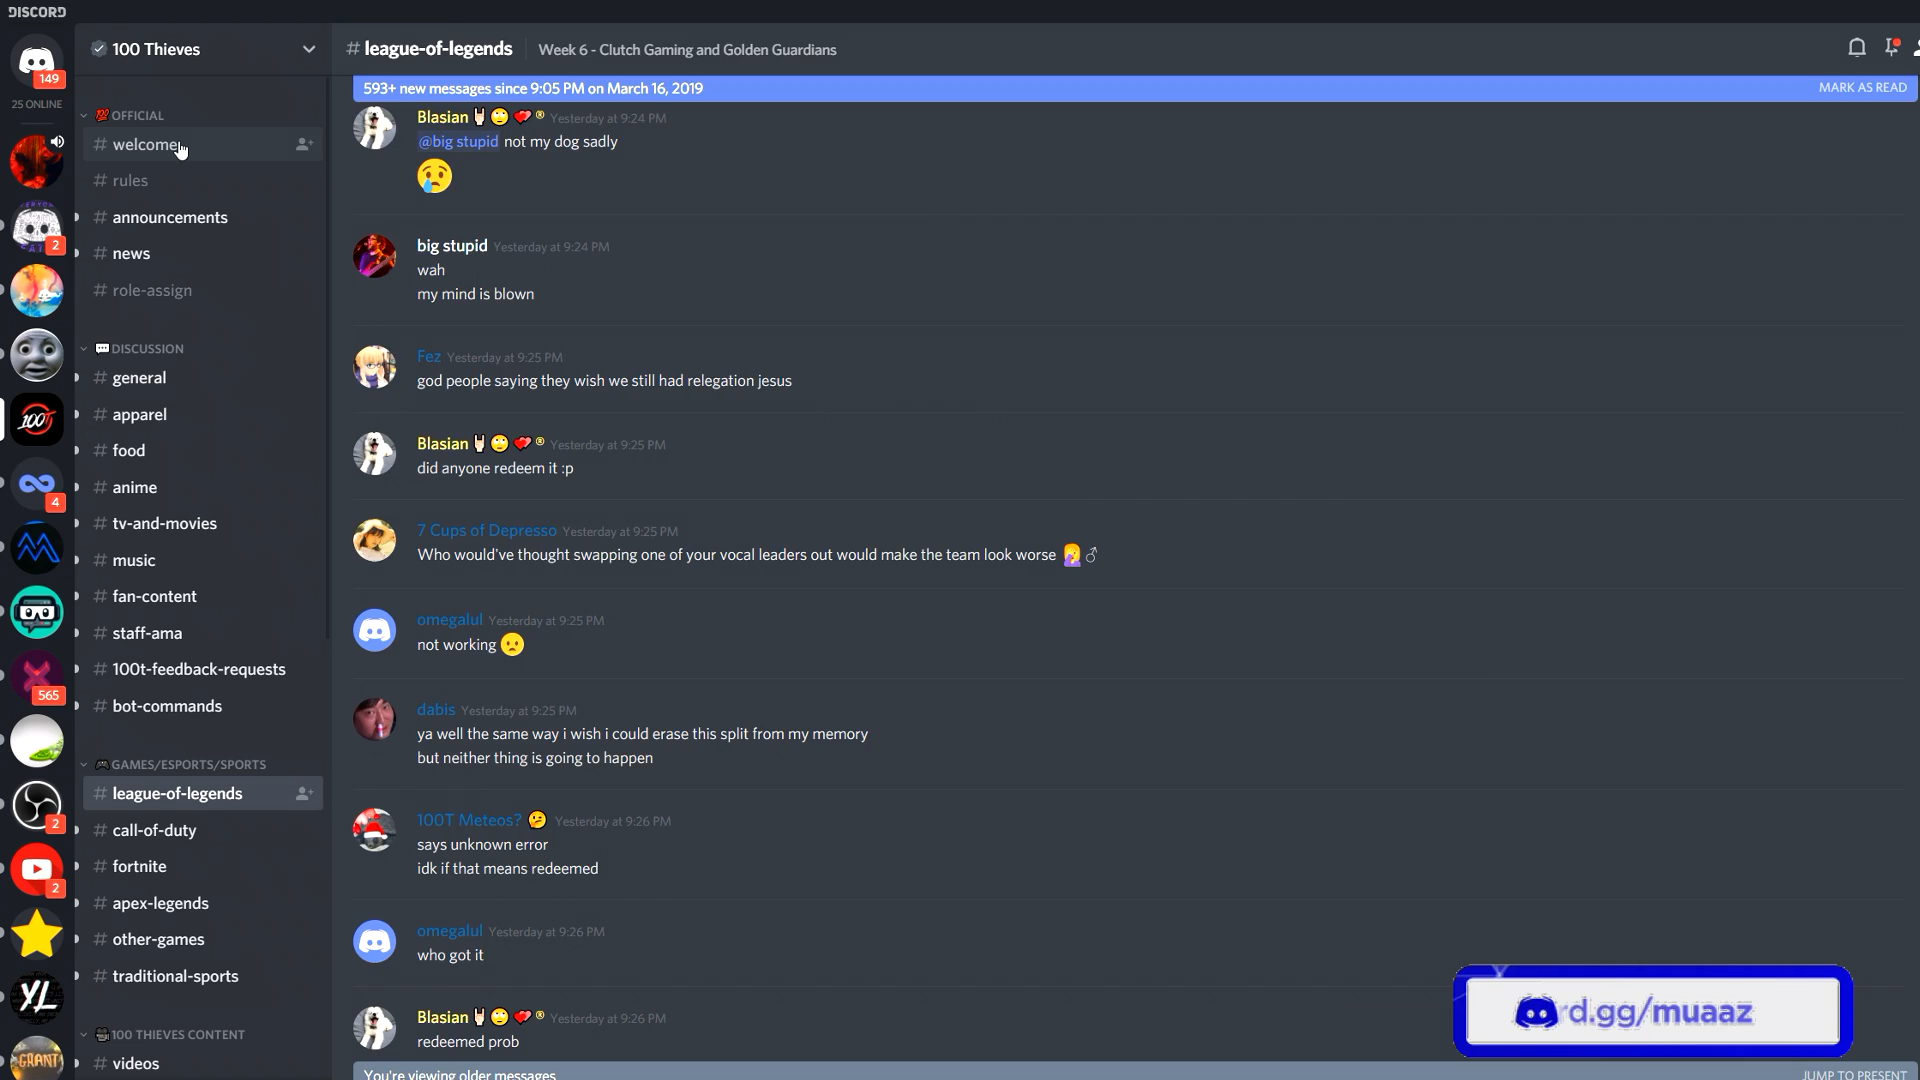 DISCORD
149
25 ONLINE
2
100T
4
565
2
2
YL
GRANT
100 Thieves
OFFICIAL
# welcome
# rules
# announcements
# news
# role-assign
DISCUSSION
# general
# apparel
# food
# anime
# tv-and-movies
# music
# fan-content
# staff-ama
# 100t-feedback-requests
# bot-commands
GAMES/ESPORTS/SPORTS
# league-of-legends
# call-of-duty
# fortnite
# apex-legends
# other-games
# traditional-sports
100 THIEVES CONTENT
# videos
# league-of-legends Week 6 - Clutch Gaming and Golden Guardians
593+ new messages since 9:05 PM on March 16, 2019 MARK AS READ
Blasian 🤘🏻🙄💕® Yesterday at 9:24 PM
@big stupid not my dog sadly
😢
big stupid Yesterday at 9:24 PM
wah
my mind is blown
Fez Yesterday at 9:25 PM
god people saying they wish we still had relegation jesus
Blasian 🤘🏻🙄💕® Yesterday at 9:25 PM
did anyone redeem it :p
7 Cups of Depresso Yesterday at 9:25 PM
Who would've thought swapping one of your vocal leaders out would make the team look worse 🤦♂
omegalul Yesterday at 9:25 PM
not working 😦
dabis Yesterday at 9:25 PM
ya well the same way i wish i could erase this split from my memory
but neither thing is going to happen
100T Meteos? 🤔 Yesterday at 9:26 PM
says unknown error
idk if that means redeemed
omegalul Yesterday at 9:26 PM
who got it
Blasian 🤘🏻🙄💕® Yesterday at 9:26 PM
redeemed prob
You're viewing older messages JUMP TO PRESENT
rd.gg/muaaz